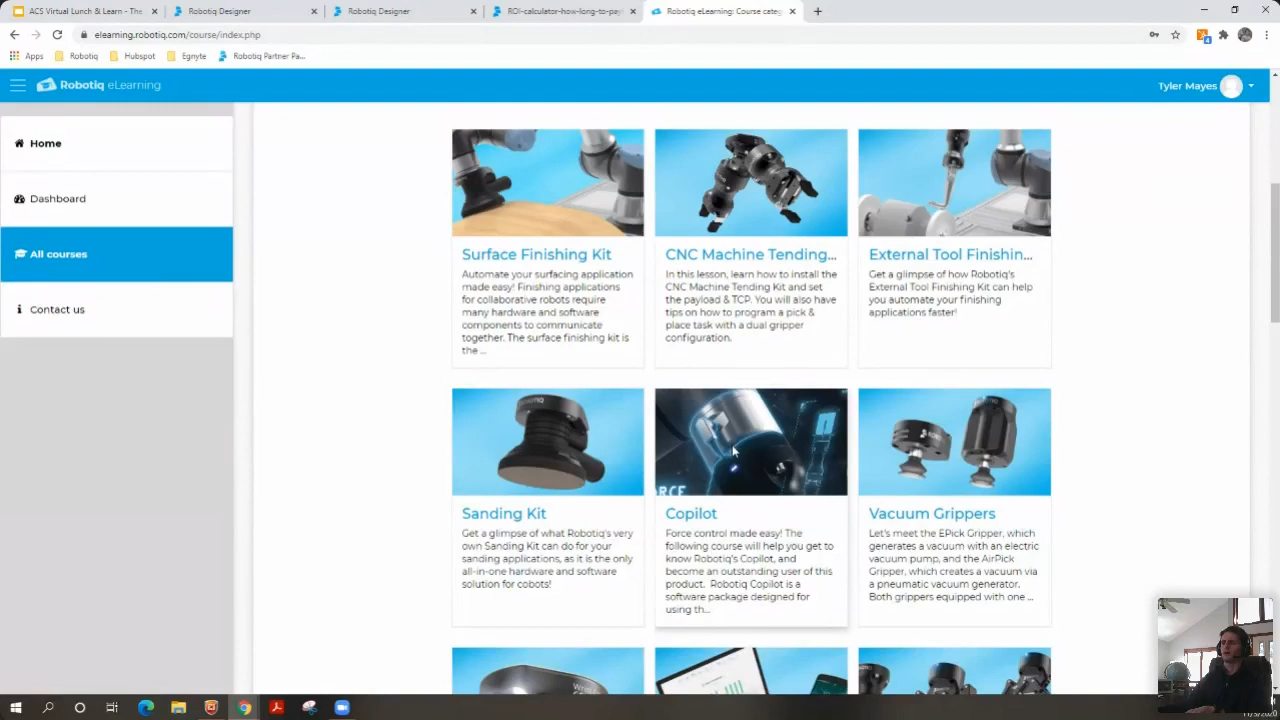 ACS Virtual Lunch & Learn - The
Robotiq Designer
Robotiq Designer
ROI-calculator-how-long-to-pay
Robotiq eLearning: Course categ
elearning.robotiq.com/course/index.php
Apps
Robotiq
Hubspot
Egnyte
Robotiq Partner Pa...
Robotiq eLearning
Tyler Mayes
Home
Dashboard
All courses
Contact us
Surface Finishing Kit
Automate your surfacing application
made easy! Finishing applications
for collaborative robots require
many hardware and software
components to communicate
together. The surface finishing kit is
the ...
CNC Machine Tending...
In this lesson, learn how to install the
CNC Machine Tending Kit and set
the payload & TCP. You will also have
tips on how to program a pick &
place task with a dual gripper
configuration.
External Tool Finishin...
Get a glimpse of how Robotiq's
External Tool Finishing Kit can help
you automate your finishing
applications faster!
Sanding Kit
Get a glimpse of what Robotiq's very
own Sanding Kit can do for your
sanding applications, as it is the only
all-in-one hardware and software
solution for cobots!
Copilot
Force control made easy! The
following course will help you get to
know Robotiq's Copilot, and
become an outstanding user of this
product. Robotiq Copilot is a
software package designed for
using th...
Vacuum Grippers
Let's meet the EPick Gripper, which
generates a vacuum with an electric
vacuum pump, and the AirPick
Gripper, which creates a vacuum via
a pneumatic vacuum generator.
Both grippers equipped with one ...